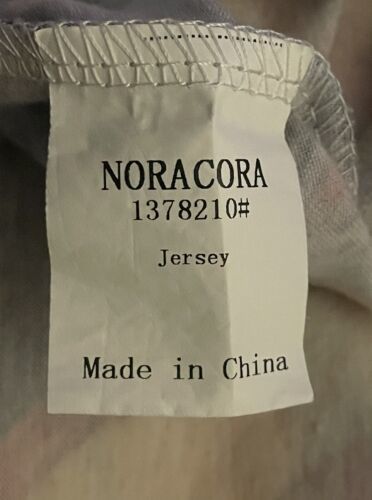 NORACORA
1378210#
Jersey
Made in China